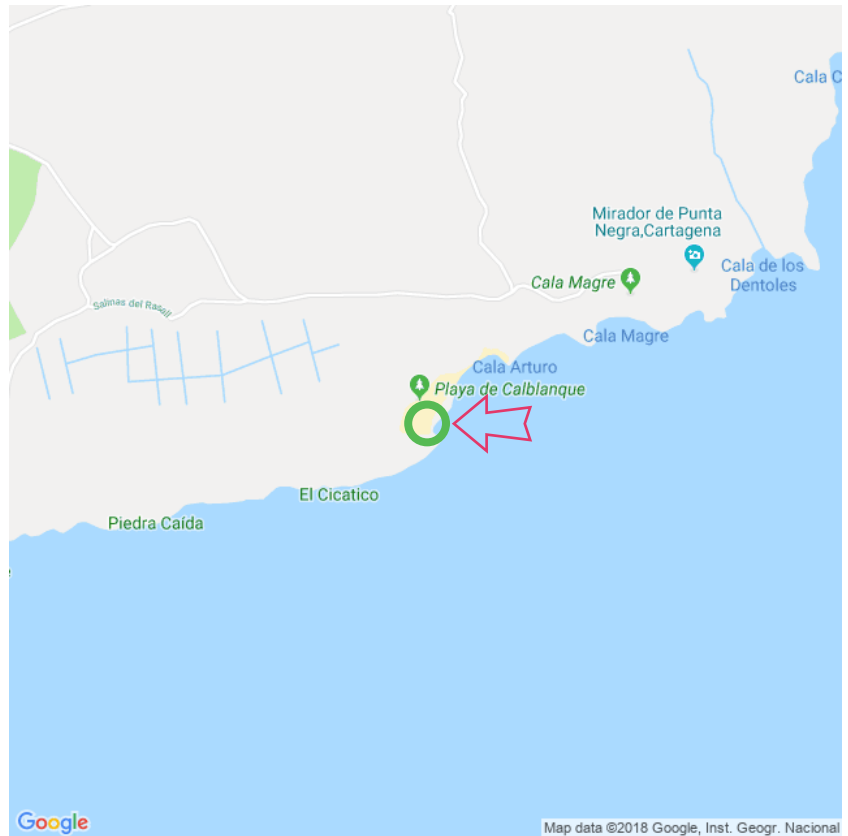 Cala C
Mirador de Punta
Negra,Cartagena
Cala de los
Dentoles
Cala Magre
Salinas del Rasell
Cala Magre
Cala Arturo
Playa de Calblanque
El Cicatico
Piedra Caída
Google
Map data ©2018 Google, Inst. Geogr. Nacional